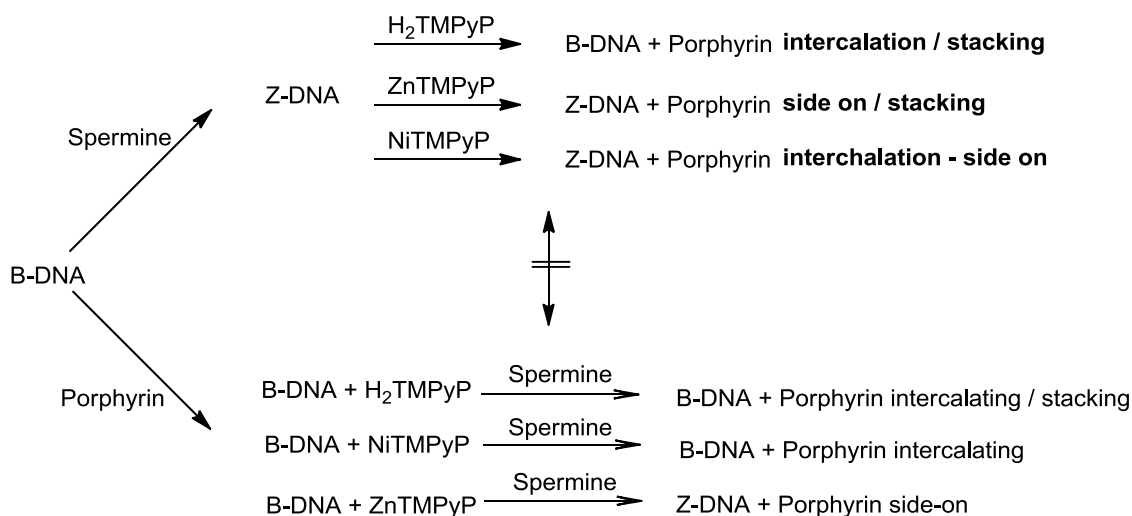 H₂TMPyP
B-DNA + Porphyrin intercalation / stacking
Z-DNA
ZnTMPyP
Z-DNA + Porphyrin side on / stacking
NiTMPyP
Z-DNA + Porphyrin interchalation - side on
Spermine
B-DNA
Porphyrin
B-DNA + H₂TMPyP
Spermine
B-DNA + Porphyrin intercalating / stacking
B-DNA + NiTMPyP
Spermine
B-DNA + Porphyrin intercalating
B-DNA + ZnTMPyP
Spermine
Z-DNA + Porphyrin side-on